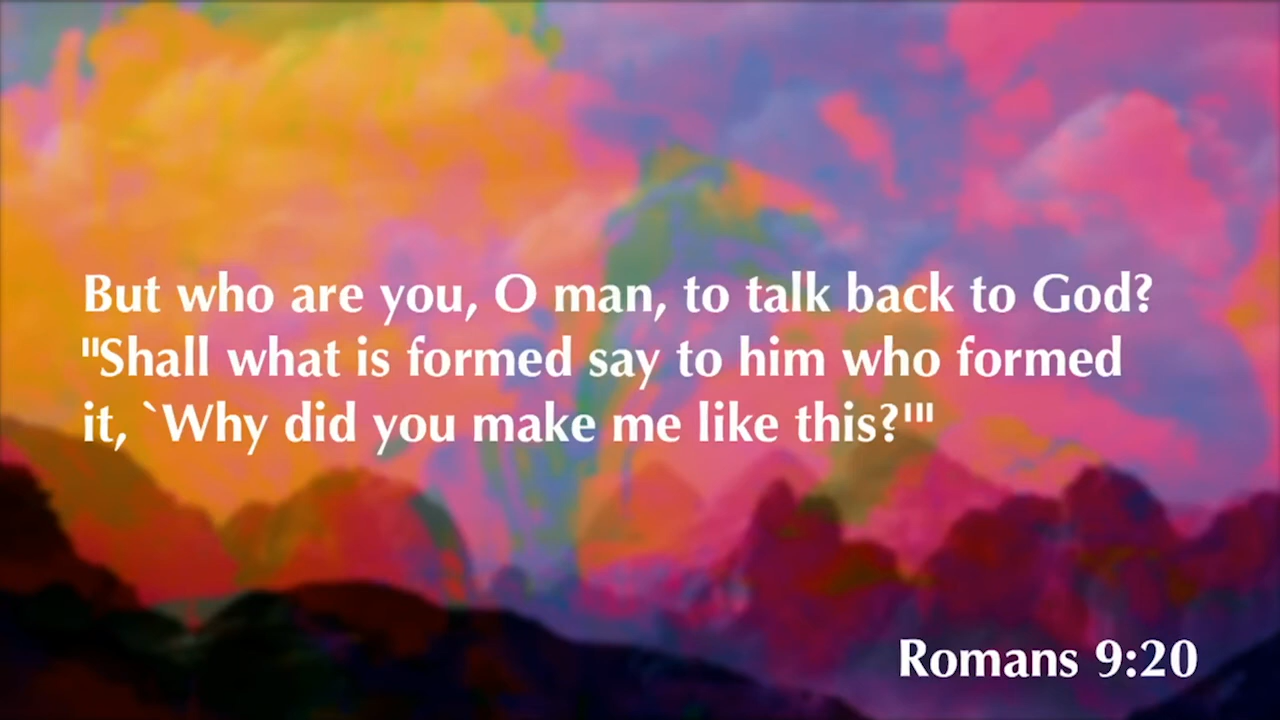 But who are you, O man, to talk back to God?
"Shall what is formed say to him who formed
it, `Why did you make me like this?'"
Romans 9:20